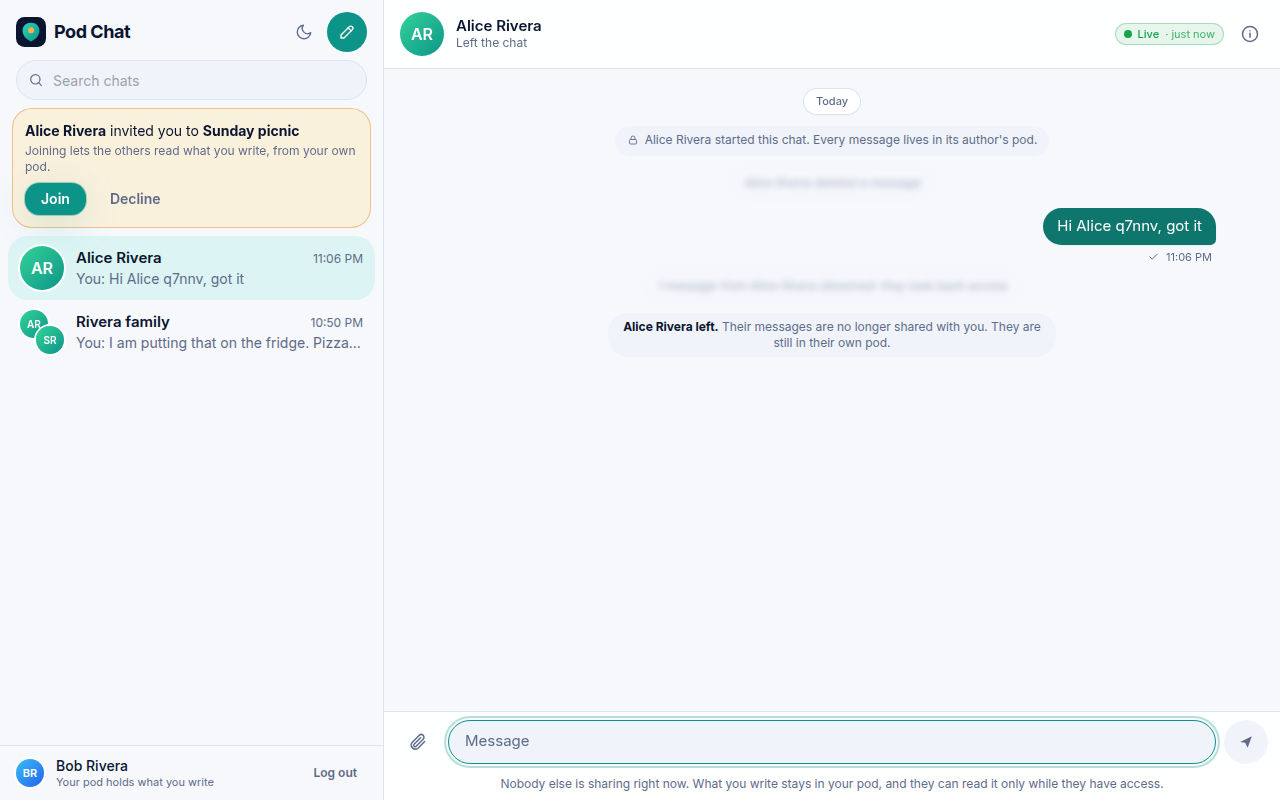 Pod Chat
Search chats
Alice Rivera invited you to Sunday picnic
Joining lets the others read what you write, from your own
pod.
Join
Decline
AR
Alice Rivera
11:06 PM
You: Hi Alice q7nnv, got it
AR
SR
Rivera family
10:50 PM
You: I am putting that on the fridge. Pizza...
BR
Bob Rivera
Your pod holds what you write
Log out
AR
Alice Rivera
Left the chat
Live · just now
Today
Alice Rivera started this chat. Every message lives in its author's pod.
Hi Alice q7nnv, got it
11:06 PM
Alice Rivera left. Their messages are no longer shared with you. They are
still in their own pod.
Message
Nobody else is sharing right now. What you write stays in your pod, and they can read it only while they have access.